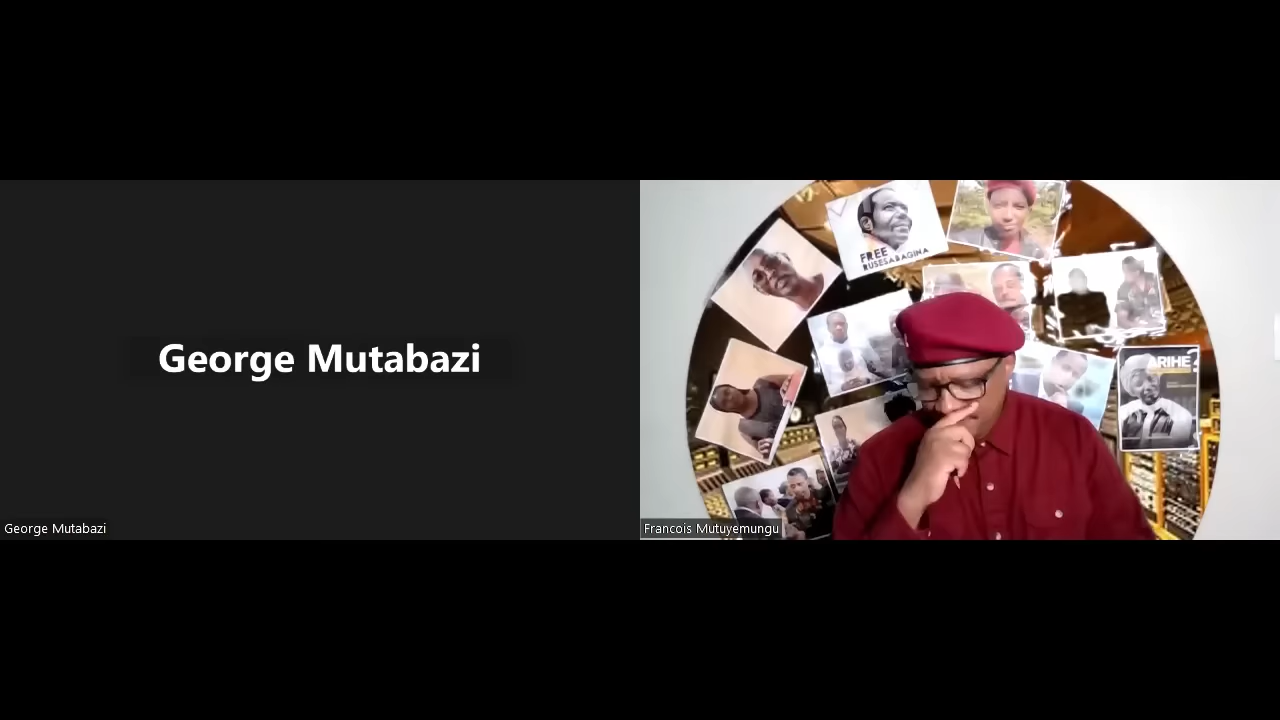 George Mutabazi
George Mutabazi
FREE
RUSESABAGINA
ARIHE
Francois Mutuyemungu